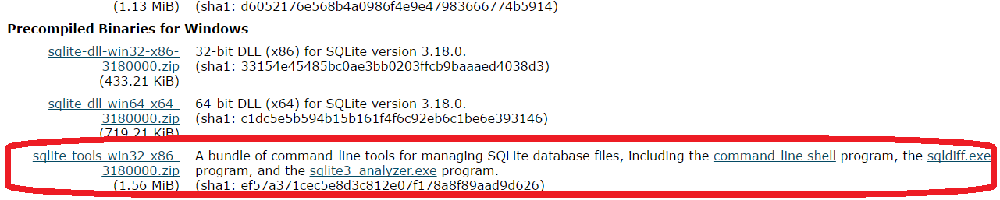 (1.13 MiB) (sha1: d6052176e568b4a0986f4e9e47983666774b5914)
Precompiled Binaries for Windows
sqlite-dll-win32-x86- 32-bit DLL (x86) for SQLite version 3.18.0.
3180000.zip (sha1: 33154e45485bc0ae3bb0203ffcb9baaaed4038d3)
(433.21 KiB)
sqlite-dll-win64-x64- 64-bit DLL (x64) for SQLite version 3.18.0.
3180000.zip (sha1: c1dc5e5b594b15b161f4f6c92eb6c1be6e393146)
(719.21 KiB)
sqlite-tools-win32-x86- A bundle of command-line tools for managing SQLite database files, including the command-line shell program, the sqldiff.exe
3180000.zip program, and the sqlite3_analyzer.exe program.
(1.56 MiB) (sha1: ef57a371cec5e8d3c812e07f178a8f89aad9d626)